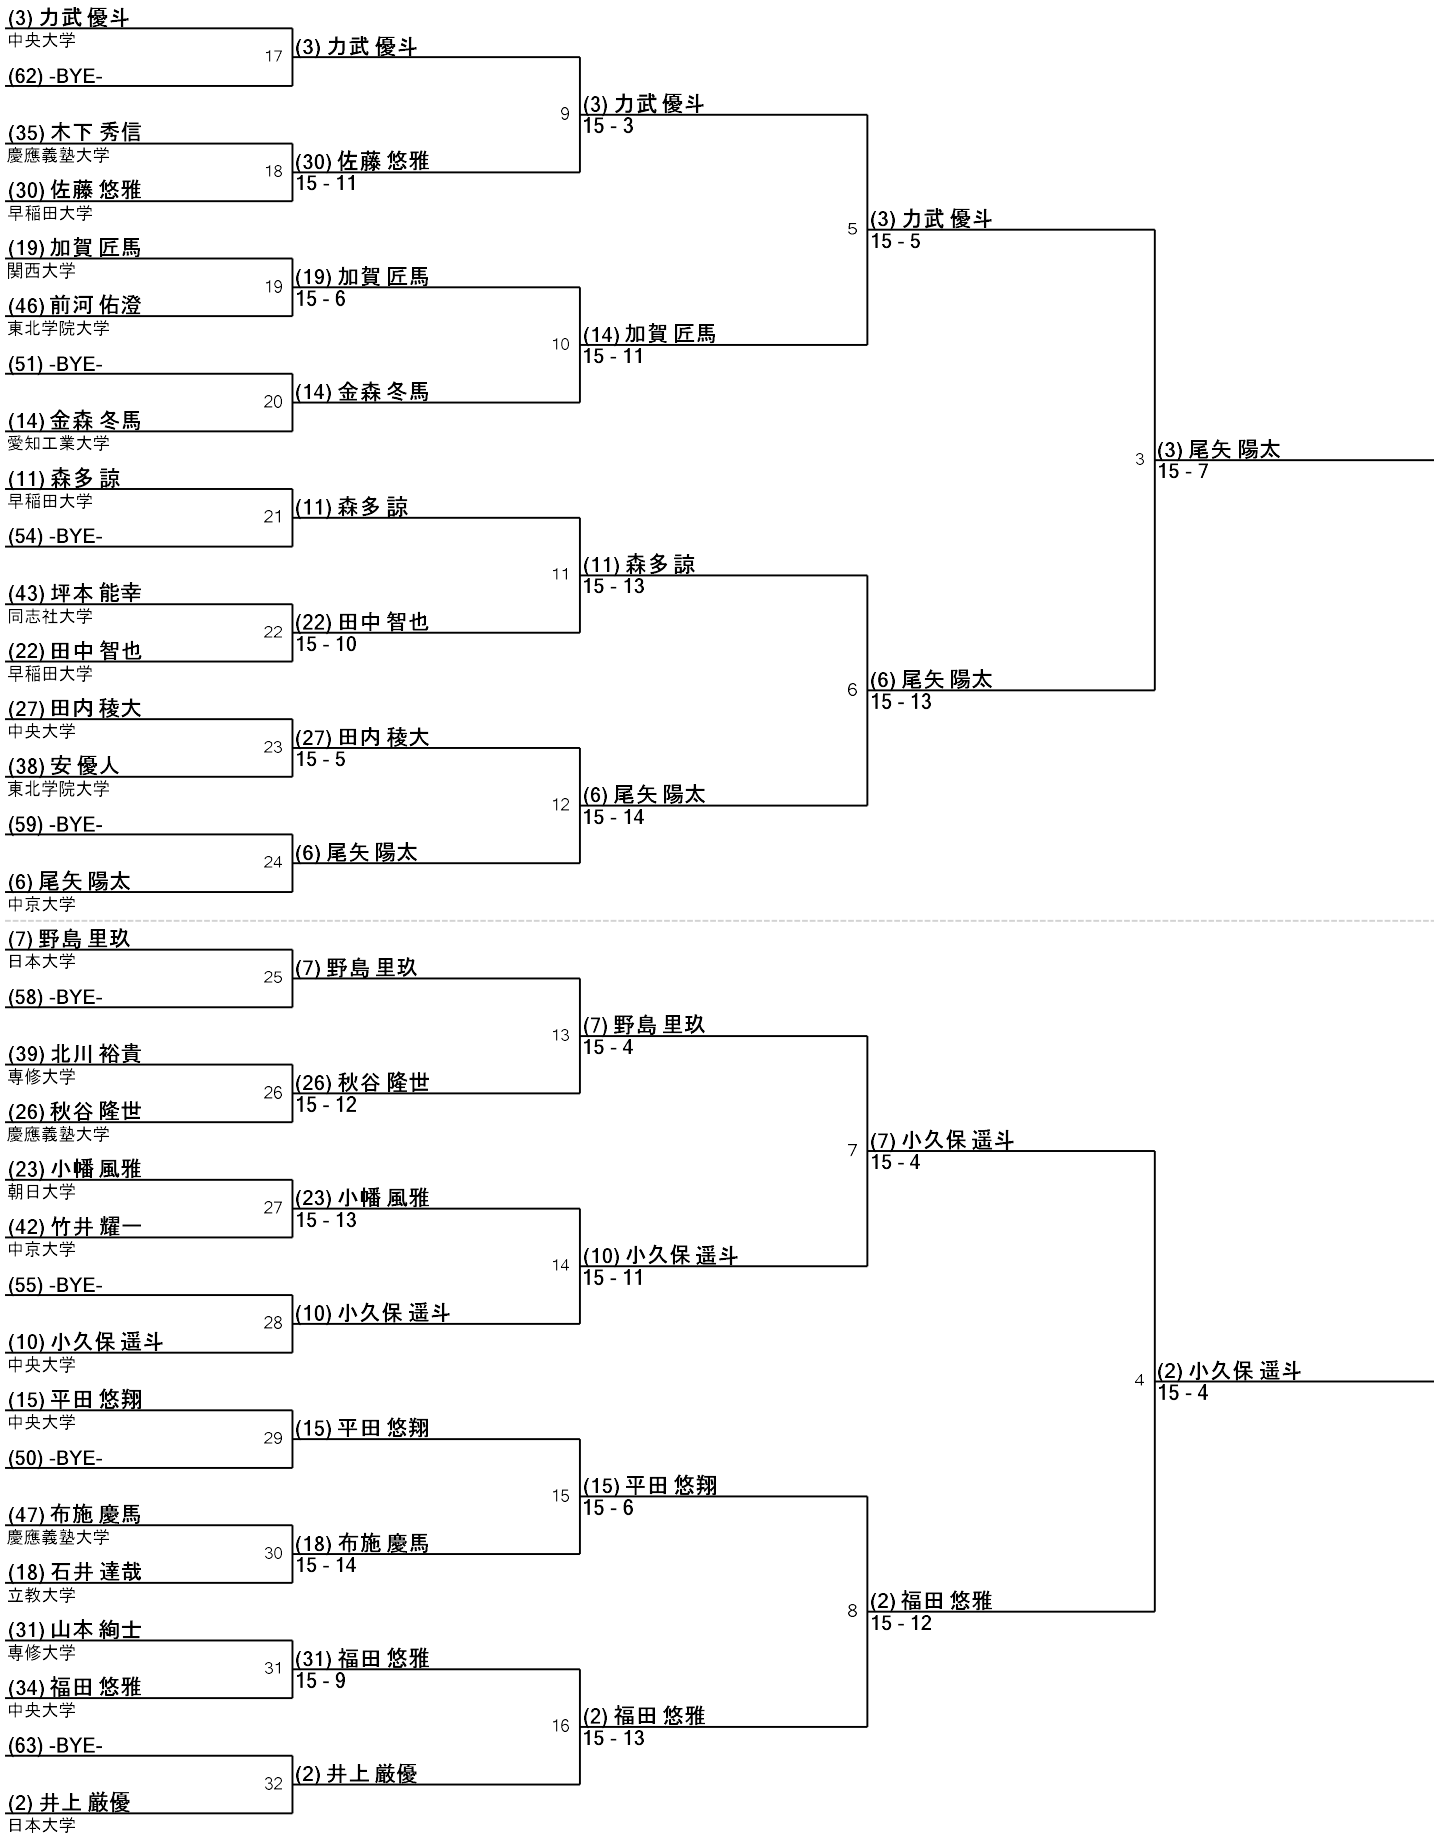 (3) 力武 優斗
中央大学
17
(62) -BYE-
(3) 力武 優斗
(35) 木下 秀信
慶應義塾大学
18
(30) 佐藤 悠雅
早稲田大学
(30) 佐藤 悠雅
15 - 11
9
(3) 力武 優斗
15 - 3
(19) 加賀 匠馬
関西大学
19
(46) 前河 佑澄
東北学院大学
(19) 加賀 匠馬
15 - 6
(51) -BYE-
20
(14) 金森 冬馬
愛知工業大学
(14) 金森 冬馬
10
(14) 加賀 匠馬
15 - 11
5
(3) 力武 優斗
15 - 5
(11) 森多 諒
早稲田大学
21
(54) -BYE-
(11) 森多 諒
(43) 坪本 能幸
同志社大学
22
(22) 田中 智也
早稲田大学
(22) 田中 智也
15 - 10
11
(11) 森多 諒
15 - 13
(27) 田内 稜大
中央大学
23
(38) 安 優人
東北学院大学
(27) 田内 稜大
15 - 5
(59) -BYE-
24
(6) 尾矢 陽太
中京大学
(6) 尾矢 陽太
12
(6) 尾矢 陽太
15 - 14
6
(6) 尾矢 陽太
15 - 13
3
(3) 尾矢 陽太
15 - 7
(7) 野島 里玖
日本大学
25
(58) -BYE-
(7) 野島 里玖
(39) 北川 裕貴
専修大学
26
(26) 秋谷 隆世
慶應義塾大学
(26) 秋谷 隆世
15 - 12
13
(7) 野島 里玖
15 - 4
(23) 小幡 風雅
朝日大学
27
(42) 竹井 耀一
中京大学
(23) 小幡 風雅
15 - 13
(55) -BYE-
28
(10) 小久保 遥斗
中央大学
(10) 小久保 遥斗
14
(10) 小久保 遥斗
15 - 11
7
(7) 小久保 遥斗
15 - 4
(15) 平田 悠翔
中央大学
29
(50) -BYE-
(15) 平田 悠翔
(47) 布施 慶馬
慶應義塾大学
30
(18) 石井 達哉
立教大学
(18) 布施 慶馬
15 - 14
15
(15) 平田 悠翔
15 - 6
(31) 山本 絢士
専修大学
31
(34) 福田 悠雅
中央大学
(31) 福田 悠雅
15 - 9
(63) -BYE-
32
(2) 井上 厳優
日本大学
(2) 井上 厳優
16
(2) 福田 悠雅
15 - 13
8
(2) 福田 悠雅
15 - 12
4
(2) 小久保 遥斗
15 - 4